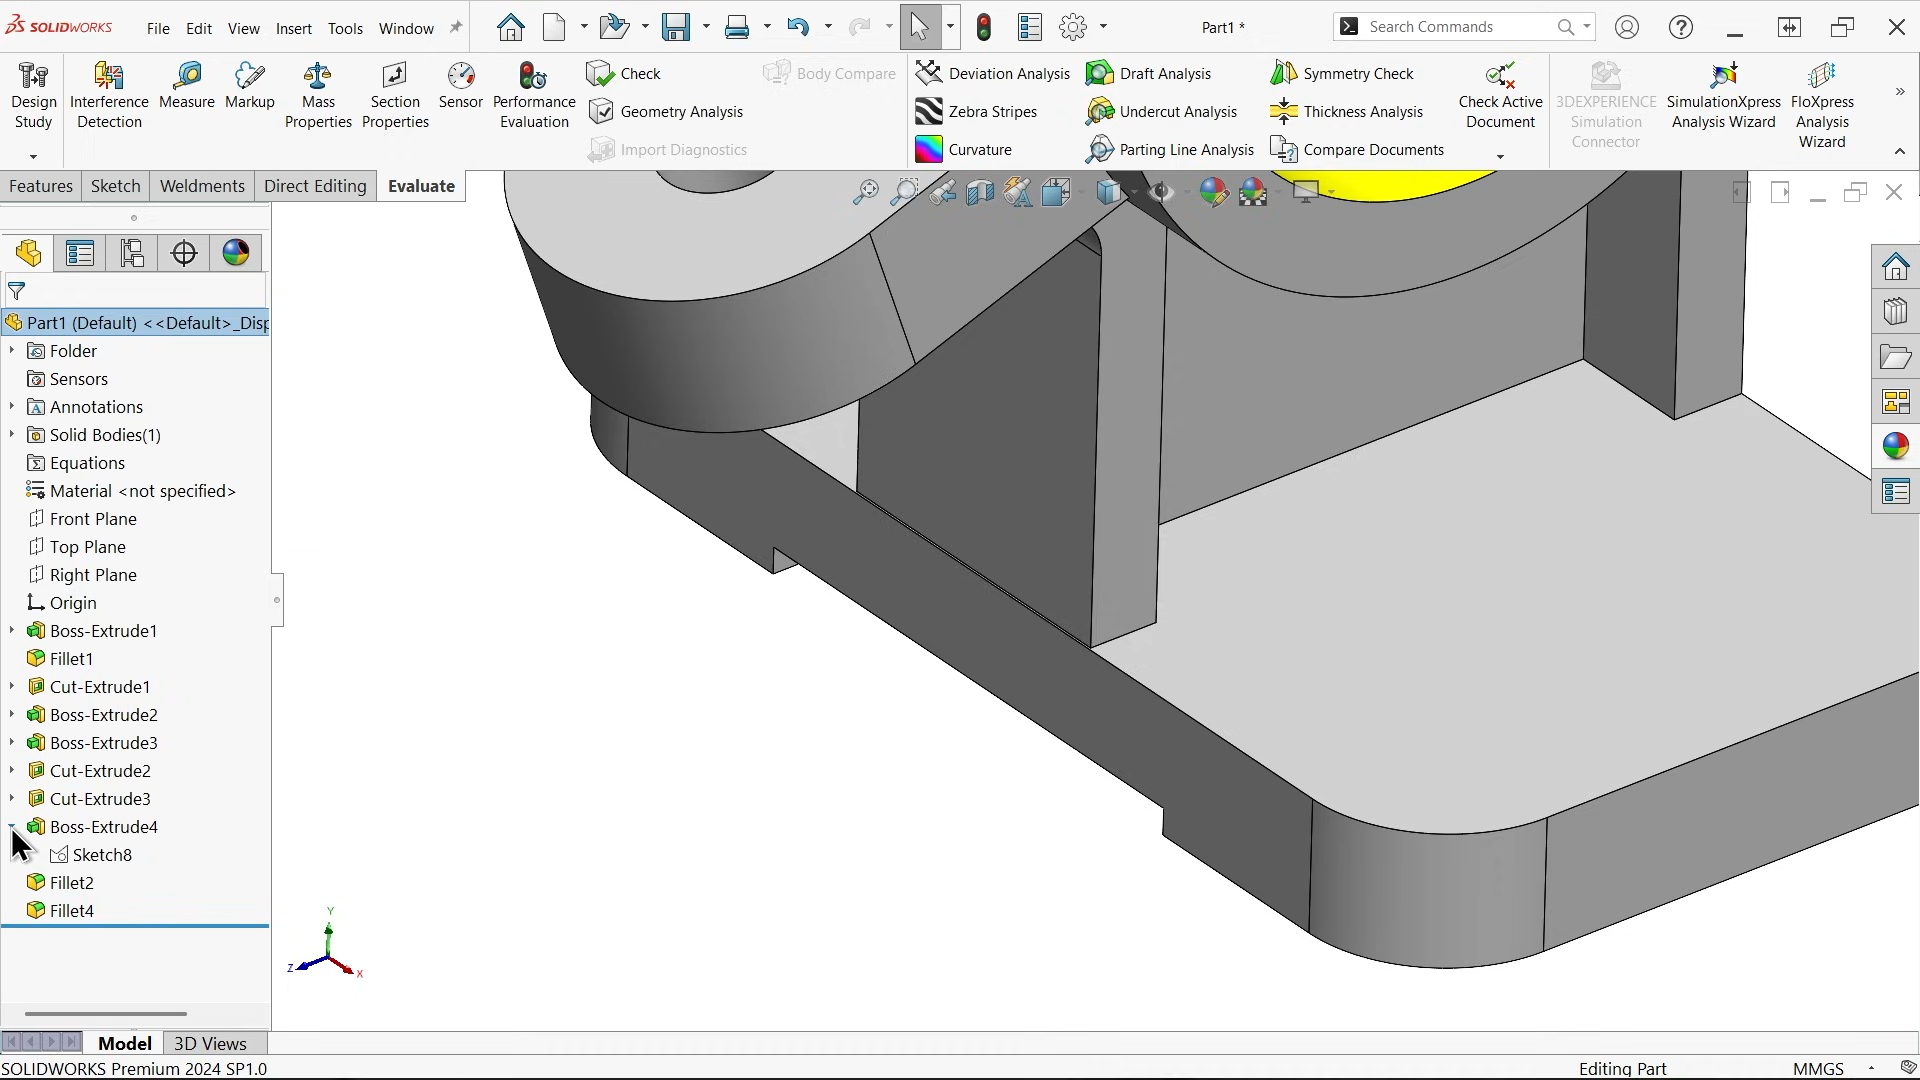 SOLIDWORKS File Edit View Insert Tools Window Part1 * Search Commands
Design Study
Interference Detection
Measure
Markup
Mass Properties
Section Properties
Sensor
Performance Evaluation
Check
Geometry Analysis
Import Diagnostics
Body Compare
Deviation Analysis
Zebra Stripes
Curvature
Draft Analysis
Undercut Analysis
Parting Line Analysis
Symmetry Check
Thickness Analysis
Compare Documents
Check Active Document
3DEXPERIENCE Simulation Connector
SimulationXpress Analysis Wizard
FloXpress Analysis Wizard
Features Sketch Weldments Direct Editing Evaluate
Part1 (Default) <<Default>_Disp
Folder
Sensors
Annotations
Solid Bodies(1)
Equations
Material <not specified>
Front Plane
Top Plane
Right Plane
Origin
Boss-Extrude1
Fillet1
Cut-Extrude1
Boss-Extrude2
Boss-Extrude3
Cut-Extrude2
Cut-Extrude3
Boss-Extrude4
Sketch8
Fillet2
Fillet4
Y
Z
X
Model 3D Views
SOLIDWORKS Premium 2024 SP1.0 Editing Part MMGS